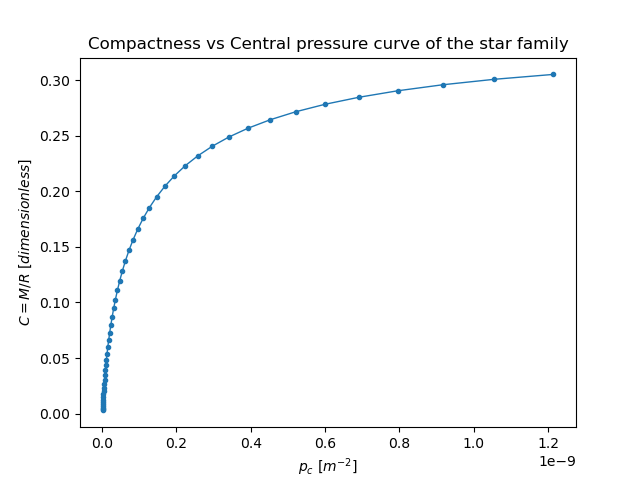 Compactness vs Central pressure curve of the star family
C = M/R [dimensionless]
0.30
0.25
0.20
0.15
0.10
0.05
0.00
0.0 0.2 0.4 0.6 0.8 1.0 1.2
1e−9
p_c [m^{-2}]